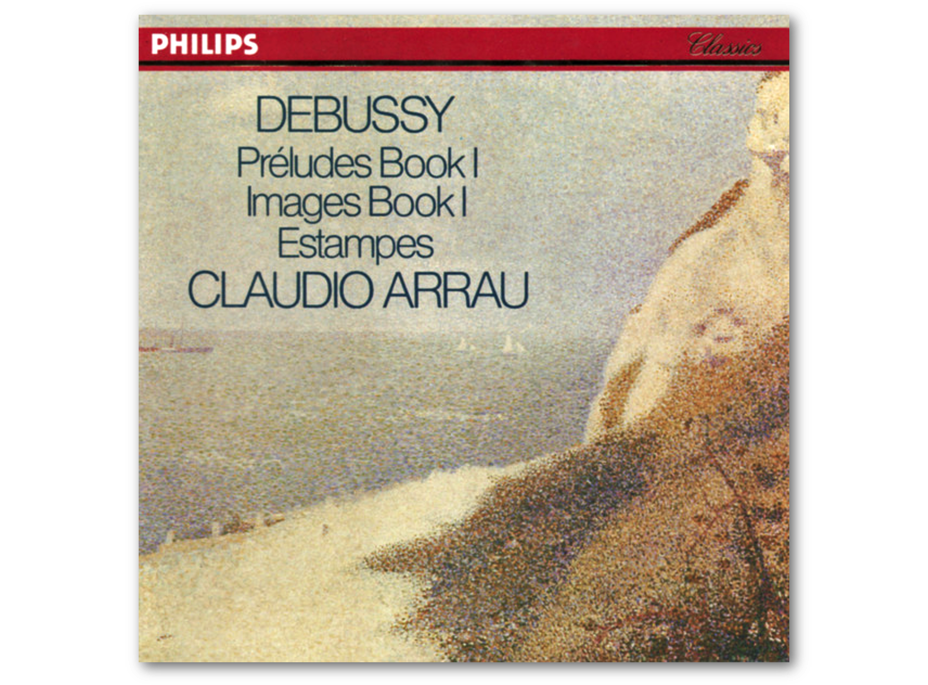 PHILIPS
Classics
DEBUSSY
Préludes Book I
Images Book I
Estampes
CLAUDIO ARRAU